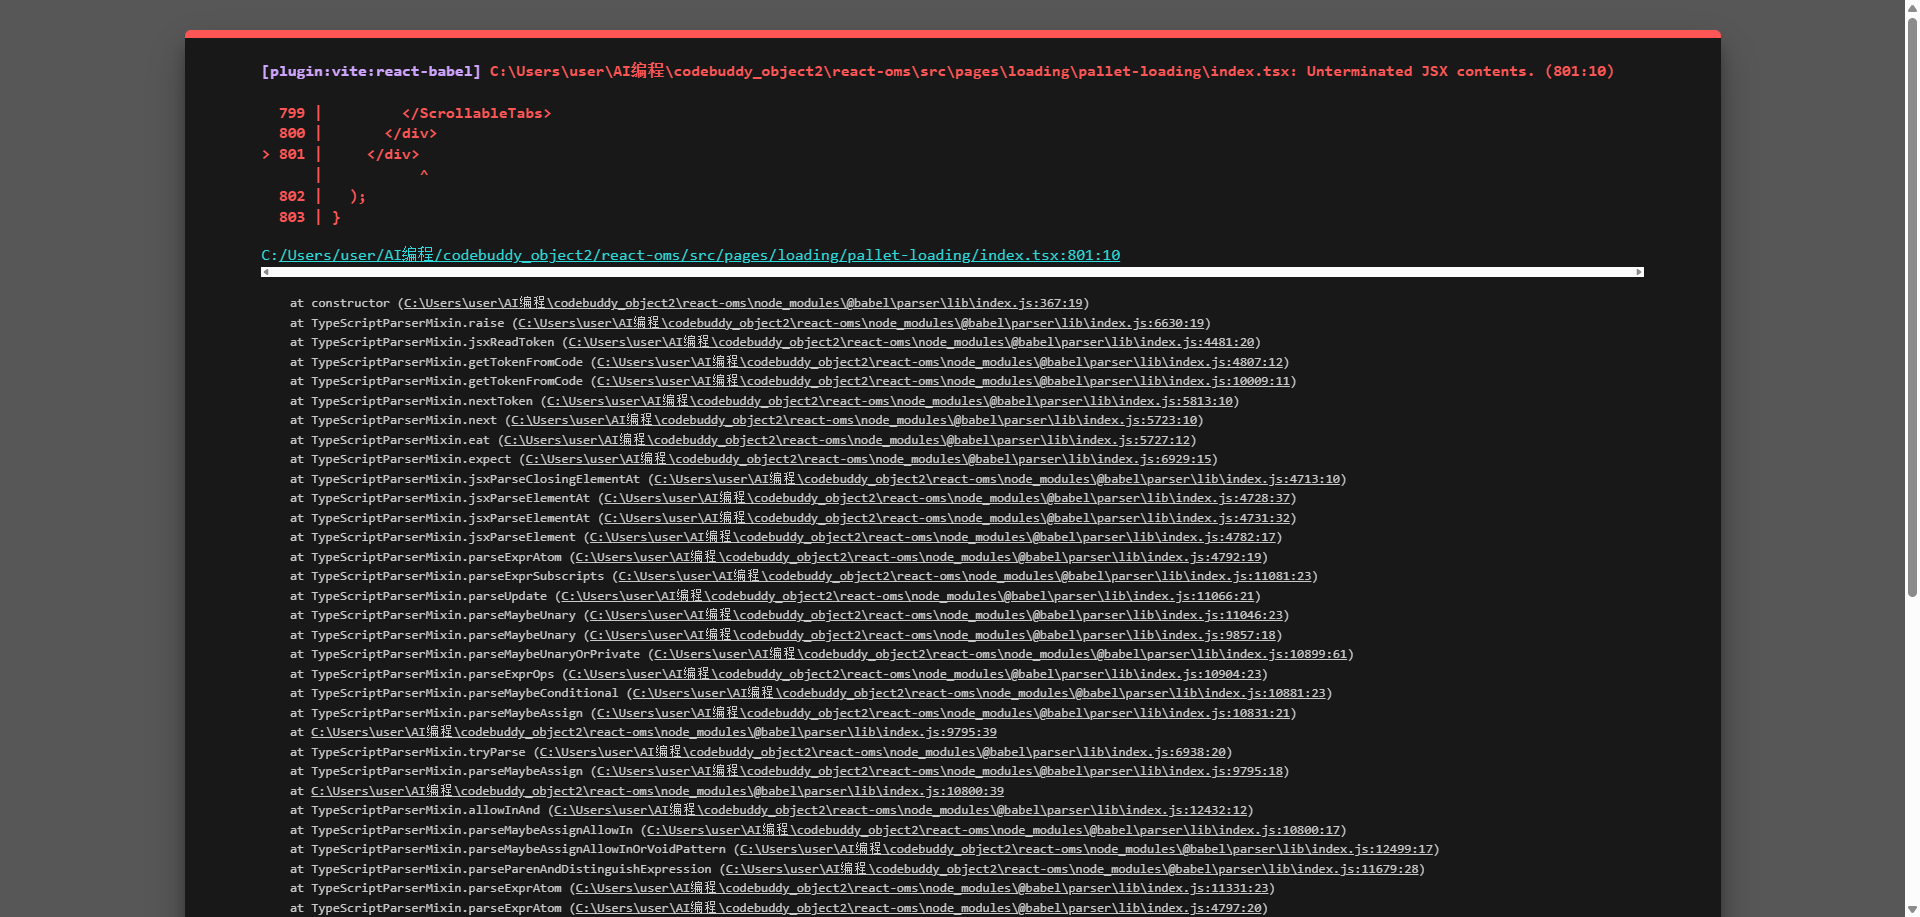 [plugin:vite:react-babel] C:\Users\user\AI编程\codebuddy_object2\react-oms\src\pages\loading\pallet-loading\index.tsx: Unterminated JSX contents. (801:10)
799 |         </ScrollableTabs>
800 |       </div>
> 801 |     </div>
|           ^
802 |   );
803 | }
C:/Users/user/AI编程/codebuddy_object2/react-oms/src/pages/loading/pallet-loading/index.tsx:801:10
at constructor (C:\Users\user\AI编程\codebuddy_object2\react-oms\node_modules\@babel\parser\lib\index.js:367:19)
at TypeScriptParserMixin.raise (C:\Users\user\AI编程\codebuddy_object2\react-oms\node_modules\@babel\parser\lib\index.js:6630:19)
at TypeScriptParserMixin.jsxReadToken (C:\Users\user\AI编程\codebuddy_object2\react-oms\node_modules\@babel\parser\lib\index.js:4481:20)
at TypeScriptParserMixin.getTokenFromCode (C:\Users\user\AI编程\codebuddy_object2\react-oms\node_modules\@babel\parser\lib\index.js:4807:12)
at TypeScriptParserMixin.getTokenFromCode (C:\Users\user\AI编程\codebuddy_object2\react-oms\node_modules\@babel\parser\lib\index.js:10009:11)
at TypeScriptParserMixin.nextToken (C:\Users\user\AI编程\codebuddy_object2\react-oms\node_modules\@babel\parser\lib\index.js:5813:10)
at TypeScriptParserMixin.next (C:\Users\user\AI编程\codebuddy_object2\react-oms\node_modules\@babel\parser\lib\index.js:5723:10)
at TypeScriptParserMixin.eat (C:\Users\user\AI编程\codebuddy_object2\react-oms\node_modules\@babel\parser\lib\index.js:5727:12)
at TypeScriptParserMixin.expect (C:\Users\user\AI编程\codebuddy_object2\react-oms\node_modules\@babel\parser\lib\index.js:6929:15)
at TypeScriptParserMixin.jsxParseClosingElementAt (C:\Users\user\AI编程\codebuddy_object2\react-oms\node_modules\@babel\parser\lib\index.js:4713:10)
at TypeScriptParserMixin.jsxParseElementAt (C:\Users\user\AI编程\codebuddy_object2\react-oms\node_modules\@babel\parser\lib\index.js:4728:37)
at TypeScriptParserMixin.jsxParseElementAt (C:\Users\user\AI编程\codebuddy_object2\react-oms\node_modules\@babel\parser\lib\index.js:4731:32)
at TypeScriptParserMixin.jsxParseElement (C:\Users\user\AI编程\codebuddy_object2\react-oms\node_modules\@babel\parser\lib\index.js:4782:17)
at TypeScriptParserMixin.parseExprAtom (C:\Users\user\AI编程\codebuddy_object2\react-oms\node_modules\@babel\parser\lib\index.js:4792:19)
at TypeScriptParserMixin.parseExprSubscripts (C:\Users\user\AI编程\codebuddy_object2\react-oms\node_modules\@babel\parser\lib\index.js:11081:23)
at TypeScriptParserMixin.parseUpdate (C:\Users\user\AI编程\codebuddy_object2\react-oms\node_modules\@babel\parser\lib\index.js:11066:21)
at TypeScriptParserMixin.parseMaybeUnary (C:\Users\user\AI编程\codebuddy_object2\react-oms\node_modules\@babel\parser\lib\index.js:11046:23)
at TypeScriptParserMixin.parseMaybeUnary (C:\Users\user\AI编程\codebuddy_object2\react-oms\node_modules\@babel\parser\lib\index.js:9857:18)
at TypeScriptParserMixin.parseMaybeUnaryOrPrivate (C:\Users\user\AI编程\codebuddy_object2\react-oms\node_modules\@babel\parser\lib\index.js:10899:61)
at TypeScriptParserMixin.parseExprOps (C:\Users\user\AI编程\codebuddy_object2\react-oms\node_modules\@babel\parser\lib\index.js:10904:23)
at TypeScriptParserMixin.parseMaybeConditional (C:\Users\user\AI编程\codebuddy_object2\react-oms\node_modules\@babel\parser\lib\index.js:10881:23)
at TypeScriptParserMixin.parseMaybeAssign (C:\Users\user\AI编程\codebuddy_object2\react-oms\node_modules\@babel\parser\lib\index.js:10831:21)
at C:\Users\user\AI编程\codebuddy_object2\react-oms\node_modules\@babel\parser\lib\index.js:9795:39
at TypeScriptParserMixin.tryParse (C:\Users\user\AI编程\codebuddy_object2\react-oms\node_modules\@babel\parser\lib\index.js:6938:20)
at TypeScriptParserMixin.parseMaybeAssign (C:\Users\user\AI编程\codebuddy_object2\react-oms\node_modules\@babel\parser\lib\index.js:9795:18)
at C:\Users\user\AI编程\codebuddy_object2\react-oms\node_modules\@babel\parser\lib\index.js:10800:39
at TypeScriptParserMixin.allowInAnd (C:\Users\user\AI编程\codebuddy_object2\react-oms\node_modules\@babel\parser\lib\index.js:12432:12)
at TypeScriptParserMixin.parseMaybeAssignAllowIn (C:\Users\user\AI编程\codebuddy_object2\react-oms\node_modules\@babel\parser\lib\index.js:10800:17)
at TypeScriptParserMixin.parseMaybeAssignAllowInOrVoidPattern (C:\Users\user\AI编程\codebuddy_object2\react-oms\node_modules\@babel\parser\lib\index.js:12499:17)
at TypeScriptParserMixin.parseParenAndDistinguishExpression (C:\Users\user\AI编程\codebuddy_object2\react-oms\node_modules\@babel\parser\lib\index.js:11679:28)
at TypeScriptParserMixin.parseExprAtom (C:\Users\user\AI编程\codebuddy_object2\react-oms\node_modules\@babel\parser\lib\index.js:11331:23)
at TypeScriptParserMixin.parseExprAtom (C:\Users\user\AI编程\codebuddy_object2\react-oms\node_modules\@babel\parser\lib\index.js:4797:20)